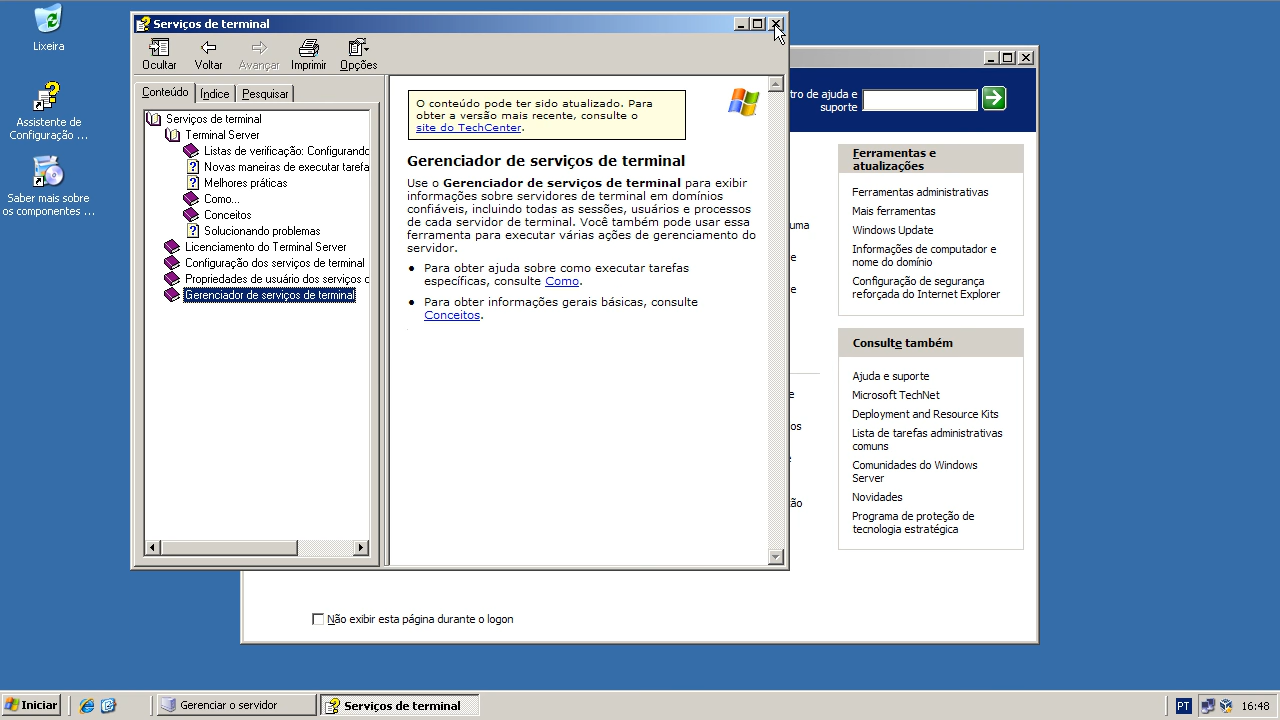 Lixeira
Assistente de
Configuração ...
Saber mais sobre
os componentes ...
Serviços de terminal
Ocultar
Voltar
Avançar
Imprimir
Opções
Conteúdo
Índice
Pesquisar
Serviços de terminal
Terminal Server
Listas de verificação: Configurando
Novas maneiras de executar tarefa
Melhores práticas
Como...
Conceitos
Solucionando problemas
Licenciamento do Terminal Server
Configuração dos serviços de terminal
Propriedades de usuário dos serviços d
Gerenciador de serviços de terminal
O conteúdo pode ter sido atualizado. Para
obter a versão mais recente, consulte o
site do TechCenter.
Gerenciador de serviços de terminal
Use o Gerenciador de serviços de terminal para exibir
informações sobre servidores de terminal em domínios
confiáveis, incluindo todas as sessões, usuários e processos
de cada servidor de terminal. Você também pode usar essa
ferramenta para executar várias ações de gerenciamento do
servidor.
• Para obter ajuda sobre como executar tarefas
específicas, consulte Como.
• Para obter informações gerais básicas, consulte
Conceitos.
tro de ajuda e
suporte
uma
e
e
e
os
e
ão
Ferramentas e
atualizações
Ferramentas administrativas
Mais ferramentas
Windows Update
Informações de computador e
nome do domínio
Configuração de segurança
reforçada do Internet Explorer
Consulte também
Ajuda e suporte
Microsoft TechNet
Deployment and Resource Kits
Lista de tarefas administrativas
comuns
Comunidades do Windows
Server
Novidades
Programa de proteção de
tecnologia estratégica
Não exibir esta página durante o logon
Iniciar
Gerenciar o servidor
Serviços de terminal
PT
16:48